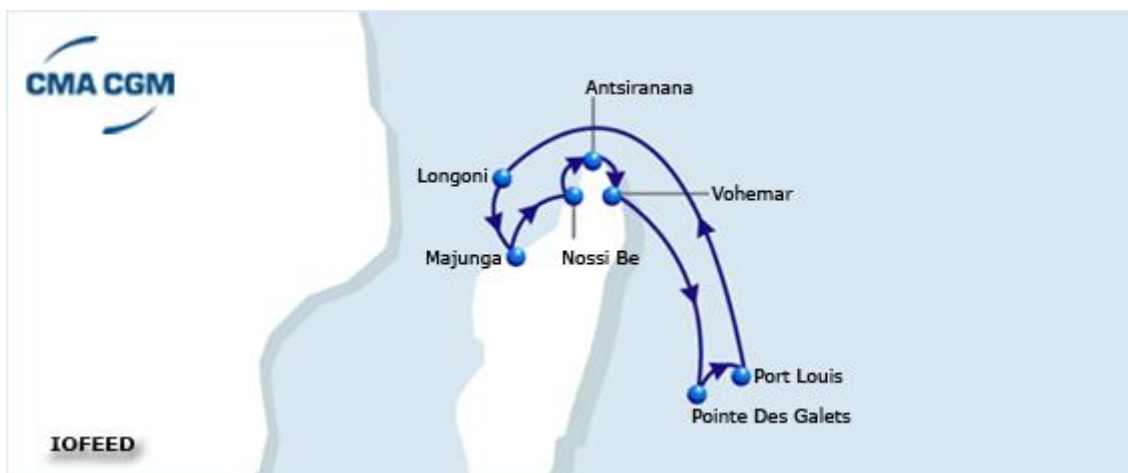 CMA CGM
Antsiranana
Longoni
Vohemar
Majunga
Nossi Be
Port Louis
Pointe Des Galets
IOFEED